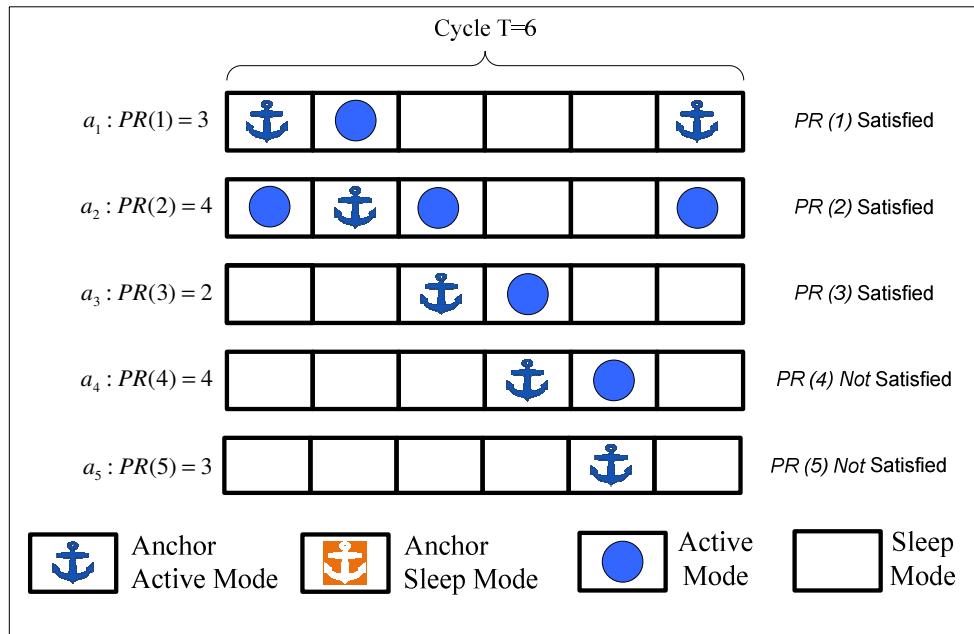 Cycle T=6
a₁ : PR(1) = 3
PR (1) Satisfied
a₂ : PR(2) = 4
PR (2) Satisfied
a₃ : PR(3) = 2
PR (3) Satisfied
a₄ : PR(4) = 4
PR (4) Not Satisfied
a₅ : PR(5) = 3
PR (5) Not Satisfied
Anchor
Active Mode
Anchor
Sleep Mode
Active
Mode
Sleep
Mode